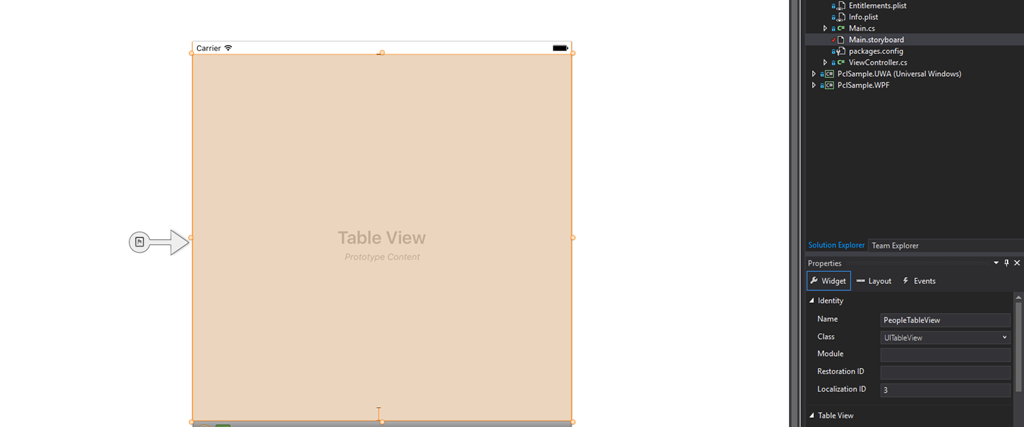 Carrier
Table View
Prototype Content
Entitlements.plist
Info.plist
Main.cs
Main.storyboard
packages.config
ViewController.cs
PclSample.UWA (Universal Windows)
PclSample.WPF
Solution Explorer Team Explorer
Properties
Widget Layout Events
Identity
Name PeopleTableView
Class UITableView
Module
Restoration ID
Localization ID 3
Table View